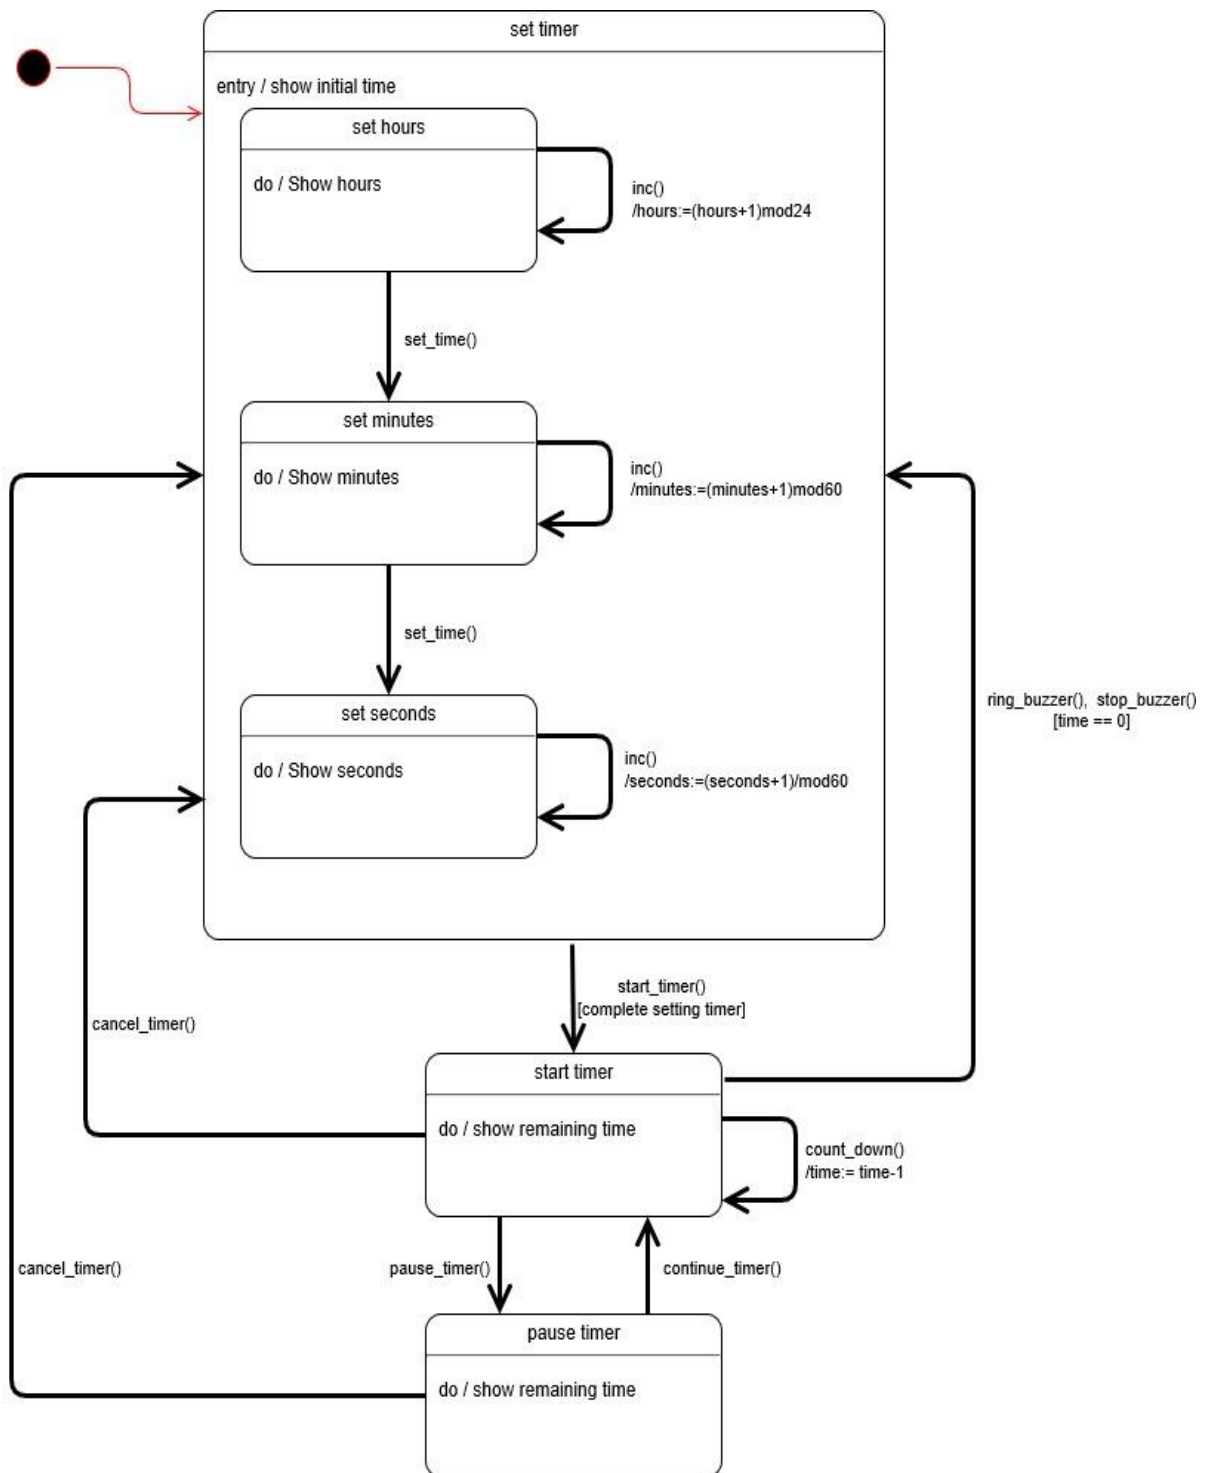 set timer
entry / show initial time
set hours
do / Show hours
inc()
/hours:=(hours+1)mod24
set_time()
set minutes
do / Show minutes
inc()
/minutes:=(minutes+1)mod60
set_time()
set seconds
do / Show seconds
inc()
/seconds:=(seconds+1)/mod60
ring_buzzer(), stop_buzzer()
[time == 0]
start_timer()
[complete setting timer]
cancel_timer()
start timer
do / show remaining time
count_down()
/time:= time-1
cancel_timer()
pause_timer()
continue_timer()
pause timer
do / show remaining time